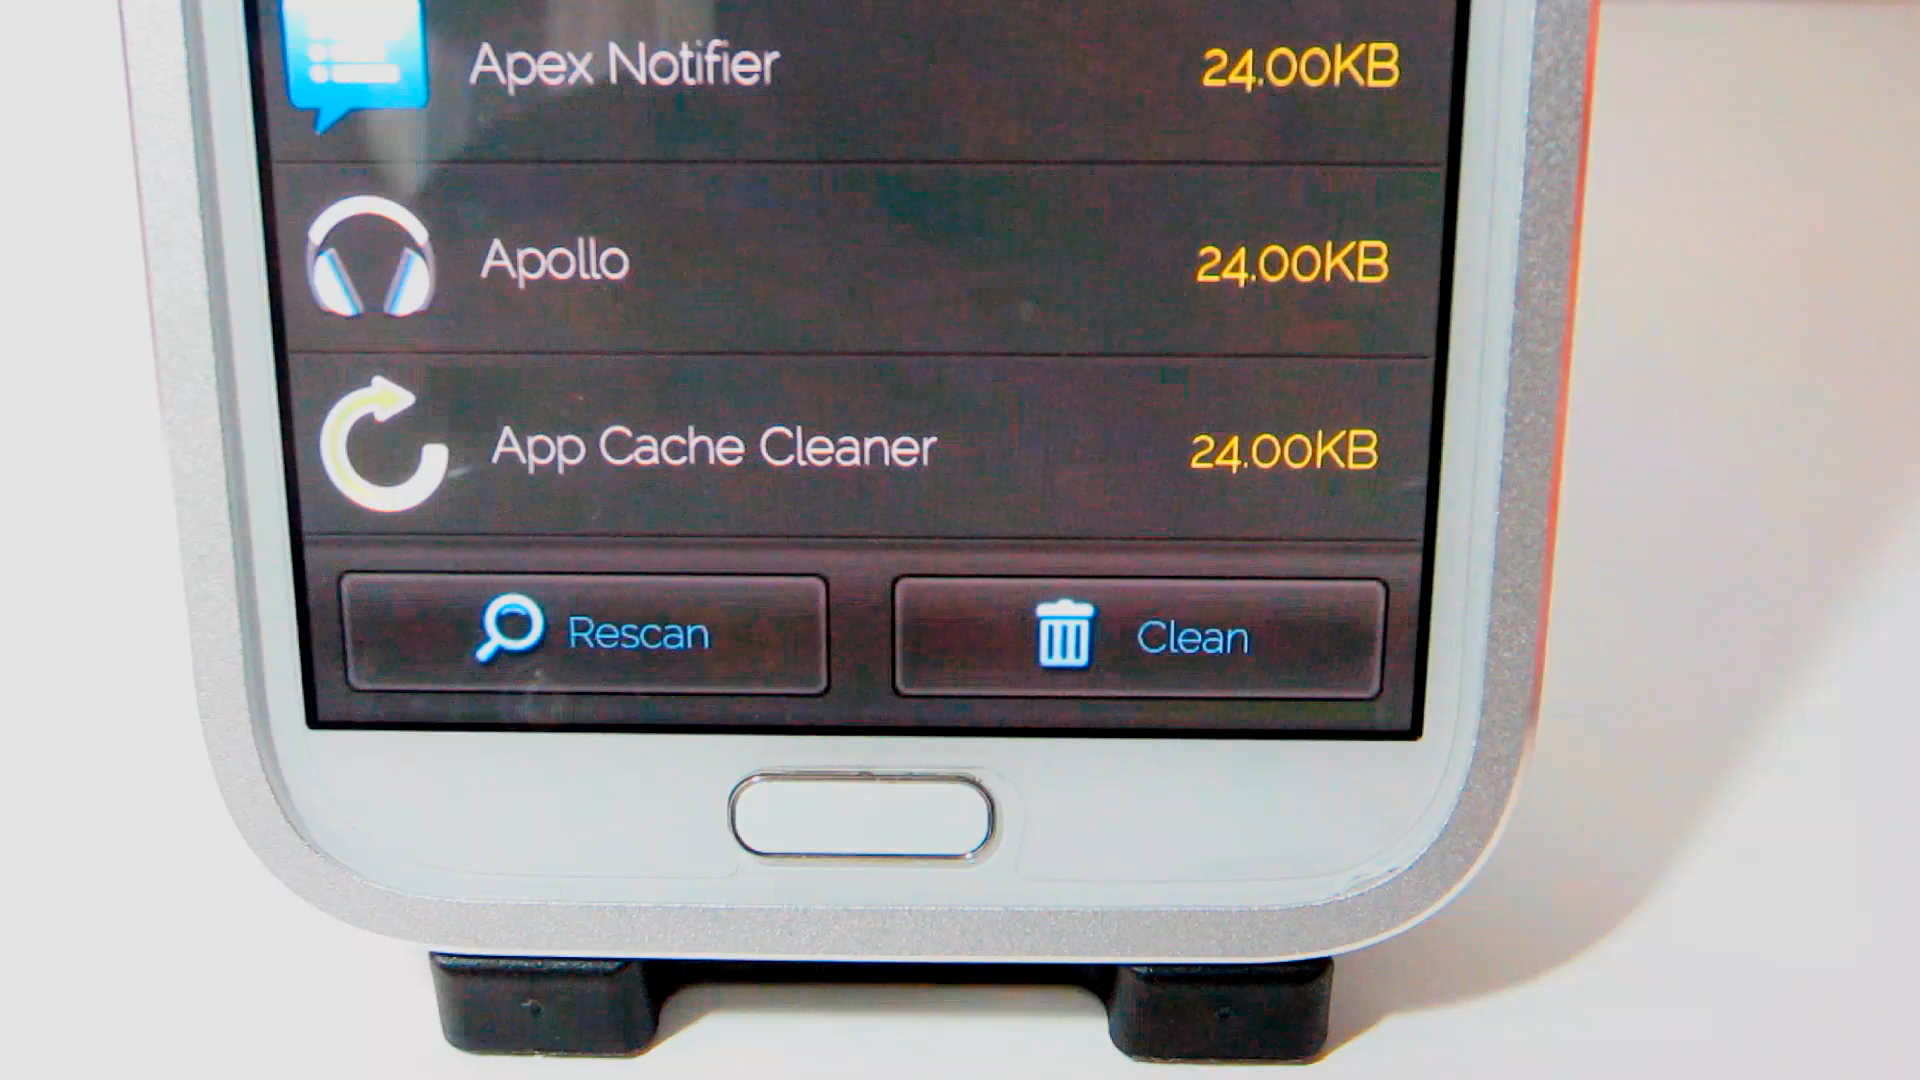 Apex Notifier 24.00KB
Apollo 24.00KB
App Cache Cleaner 24.00KB
Rescan Clean